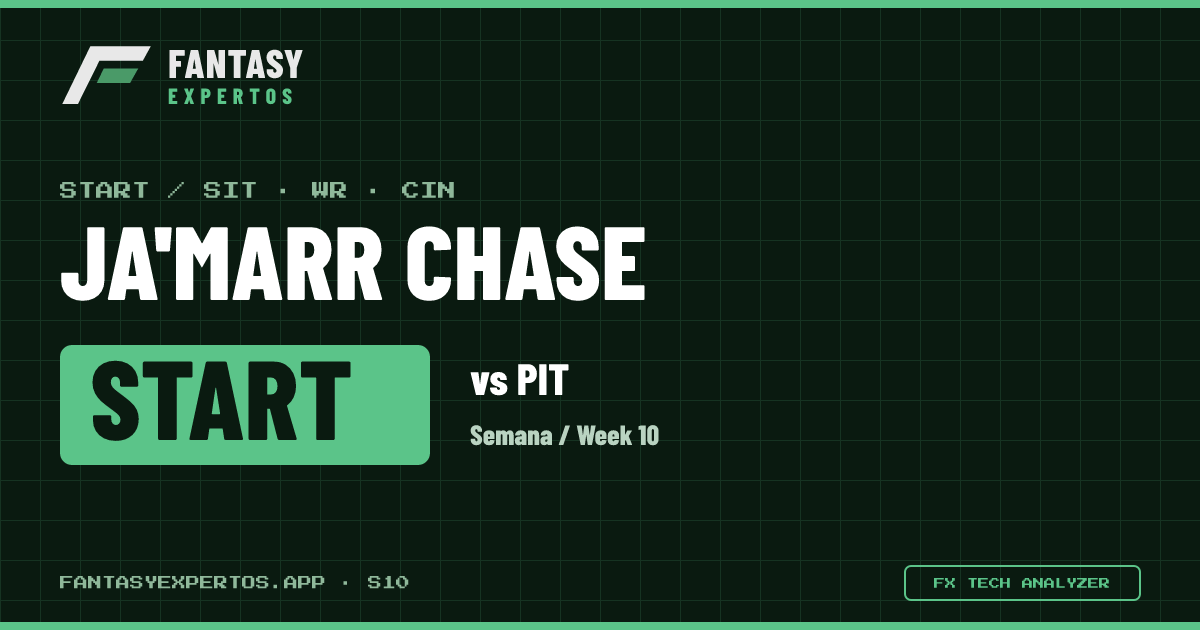 FANTASY
EXPERTOS
START / SIT · WR · CIN
JA'MARR CHASE
START
vs PIT
Semana / Week 10
FANTASYEXPERTOS.APP · S10
FX TECH ANALYZER